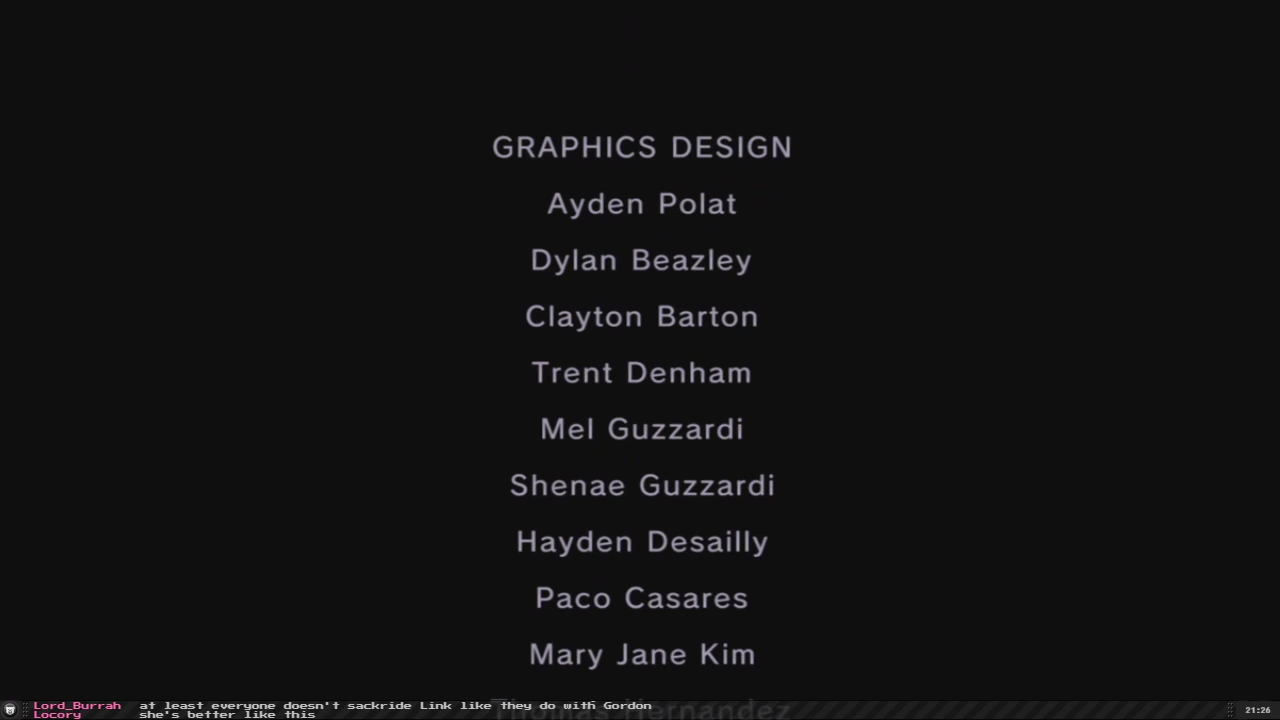 GRAPHICS DESIGN
Ayden Polat
Dylan Beazley
Clayton Barton
Trent Denham
Mel Guzzardi
Shenae Guzzardi
Hayden Desailly
Paco Casares
Mary Jane Kim
Thomas Hernandez
Lord_Burrah at least everyone doesn't sackride Link like they do with Gordon
Locory she's better like this
21:26